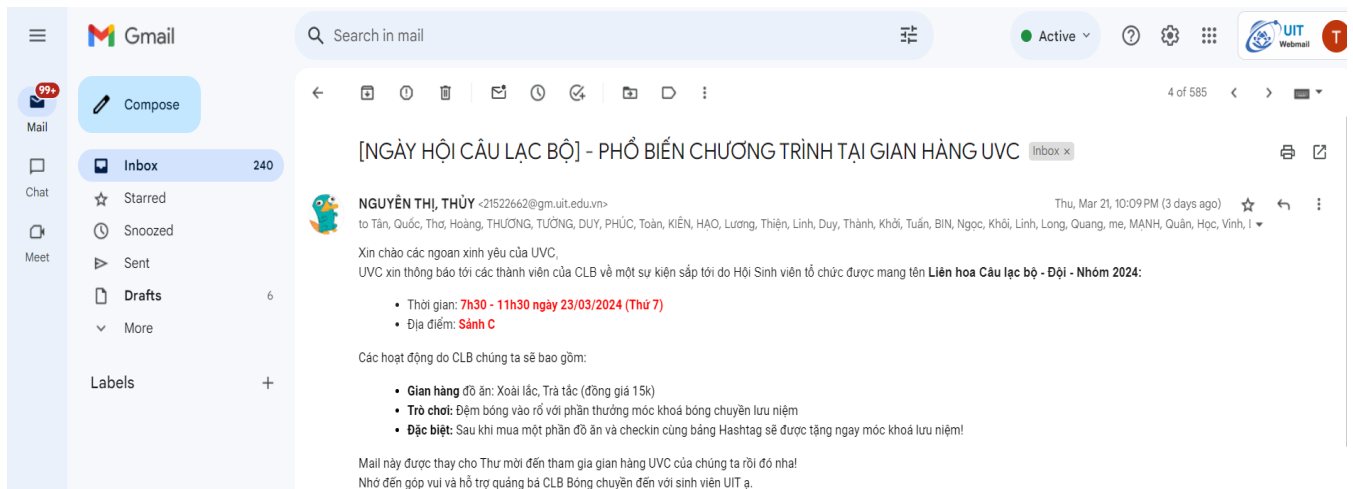 Gmail
Search in mail
Active
UIT
Webmail
T
99+
Mail
Compose
4 of 585
Chat
Meet
Inbox 240
Starred
Snoozed
Sent
Drafts 6
More
Labels
[NGÀY HỘI CÂU LẠC BỘ] - PHỔ BIẾN CHƯƠNG TRÌNH TẠI GIAN HÀNG UVC Inbox ×
NGUYỄN THỊ, THỦY <21522662@gm.uit.edu.vn> Thu, Mar 21, 10:09 PM (3 days ago)
to Tân, Quốc, Thơ, Hoàng, THƯƠNG, TƯỜNG, DUY, PHÚC, Toàn, KIÊN, HẠO, Lương, Thiện, Linh, Duy, Thành, Khởi, Tuấn, BIN, Ngọc, Khôi, Linh, Long, Quang, me, MẠNH, Quân, Học, Vinh, I
Xin chào các ngoan xinh yêu của UVC,
UVC xin thông báo tới các thành viên của CLB về một sự kiện sắp tới do Hội Sinh viên tổ chức được mang tên Liên hoa Câu lạc bộ - Đội - Nhóm 2024:
• Thời gian: 7h30 - 11h30 ngày 23/03/2024 (Thứ 7)
• Địa điểm: Sảnh C
Các hoạt động do CLB chúng ta sẽ bao gồm:
• Gian hàng đồ ăn: Xoài lắc, Trà tắc (đồng giá 15k)
• Trò chơi: Đệm bóng vào rổ với phần thưởng móc khoá bóng chuyền lưu niệm
• Đặc biệt: Sau khi mua một phần đồ ăn và checkin cùng bảng Hashtag sẽ được tặng ngay móc khoá lưu niệm!
Mail này được thay cho Thư mời đến tham gia gian hàng UVC của chúng ta rồi đó nha!
Nhớ đến góp vui và hỗ trợ quảng bá CLB Bóng chuyền đến với sinh viên UIT ạ.